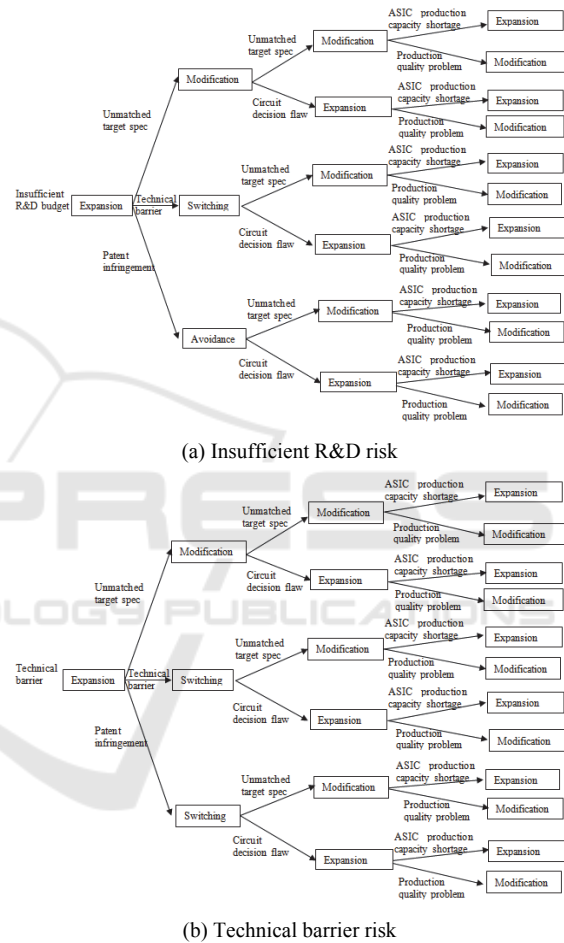 ASIC production
capacity shortage
Expansion
Unmatched
target spec
Modification
Production
quality problem
Modification
Modification
Circuit
decision flaw
Expansion
ASIC production
capacity shortage
Expansion
Production
quality problem
Modification
Unmatched
target spec
Insufficient
R&D budget
Expansion
Technical
barrier
Switching
Unmatched
target spec
Modification
ASIC production
capacity shortage
Expansion
Production
quality problem
Modification
Circuit
decision flaw
Expansion
ASIC production
capacity shortage
Expansion
Production
quality problem
Modification
Patent
infringement
Avoidance
Unmatched
target spec
Modification
ASIC production
capacity shortage
Expansion
Production
quality problem
Modification
Circuit
decision flaw
Expansion
ASIC production
capacity shortage
Expansion
Production
quality problem
Modification
(a) Insufficient R&D risk
ASIC production
capacity shortage
Expansion
Unmatched
target spec
Modification
Production
quality problem
Modification
Modification
Circuit
decision flaw
Expansion
ASIC production
capacity shortage
Expansion
Production
quality problem
Modification
Unmatched
target spec
Technical
barrier
Expansion
Technical
barrier
Switching
Unmatched
target spec
Modification
ASIC production
capacity shortage
Expansion
Production
quality problem
Modification
Circuit
decision flaw
Expansion
ASIC production
capacity shortage
Expansion
Production
quality problem
Modification
Patent
infringement
Switching
Unmatched
target spec
Modification
ASIC production
capacity shortage
Expansion
Production
quality problem
Modification
Circuit
decision flaw
Expansion
ASIC production
capacity shortage
Expansion
Production
quality problem
Modification
(b) Technical barrier risk
PRESS
OLOGY PUBLICATIONS